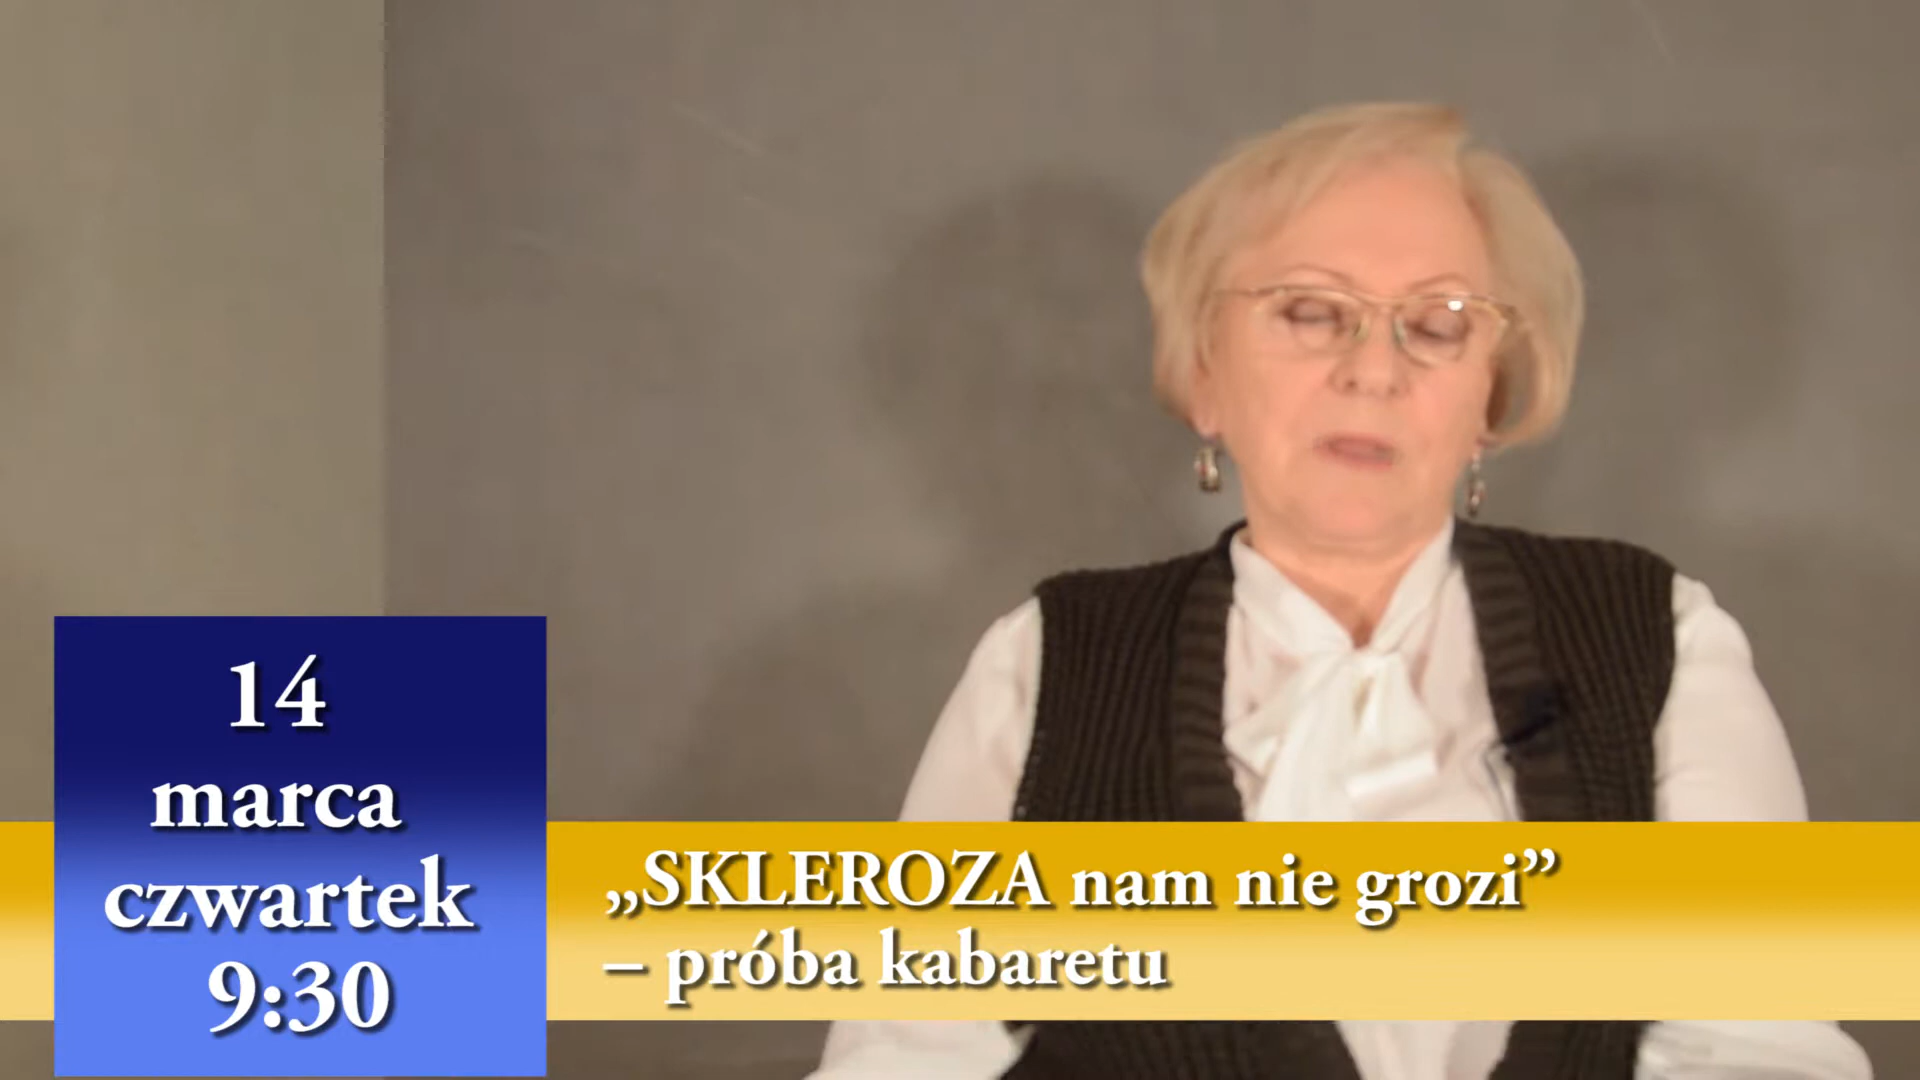 14
marca
czwartek
9:30
„SKLEROZA nam nie grozi”
– próba kabaretu